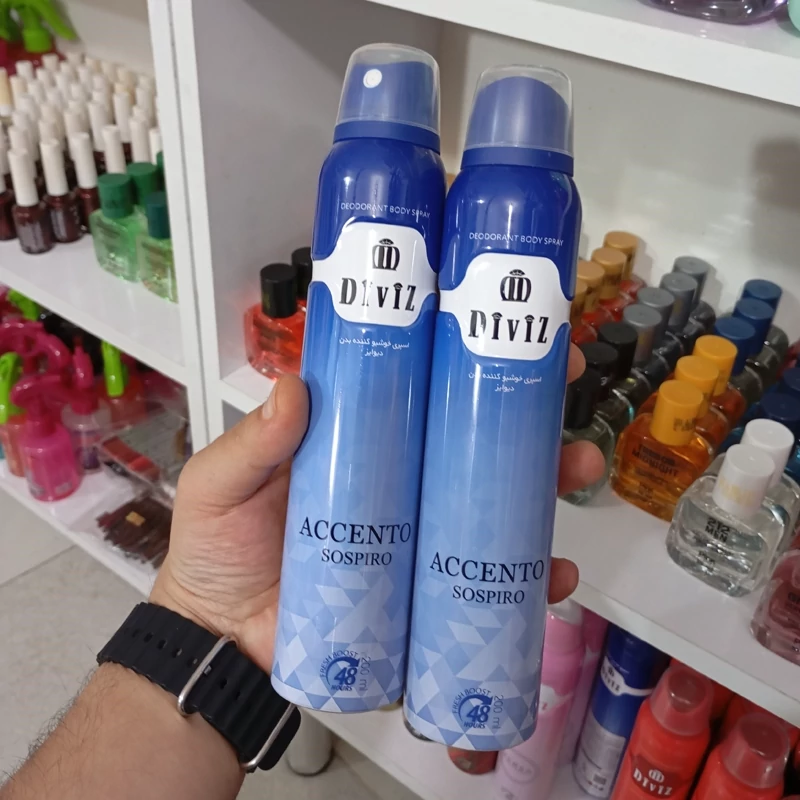 DEODORANT BODY SPRAY
DiViZ
اسپری خوشبو کننده بدن
دیوایز
ACCENTO
SOSPIRO
FRESH BOOST
48
HOURS
200 ml
DEODORANT BODY SPRAY
DiViZ
اسپری خوشبو کننده بدن
دیوایز
ACCENTO
SOSPIRO
FRESH BOOST
48
HOURS
200 ml
DiViZ